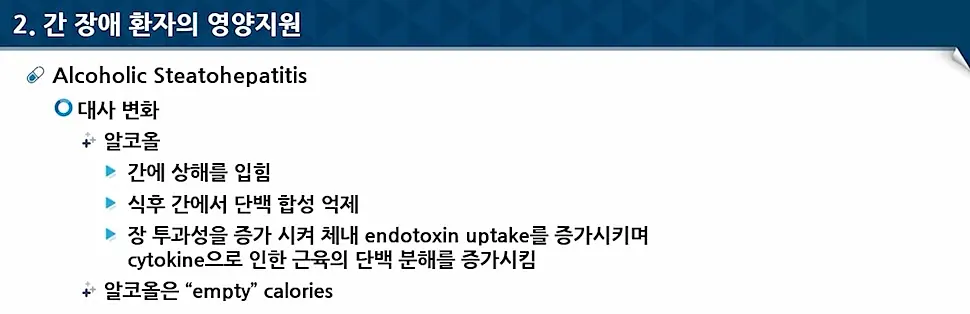 2. 간 장애 환자의 영양지원
Alcoholic Steatohepatitis
대사 변화
알코올
간에 상해를 입힘
식후 간에서 단백 합성 억제
장 투과성을 증가 시켜 체내 endotoxin uptake를 증가시키며
cytokine으로 인한 근육의 단백 분해를 증가시킴
알코올은 “empty” calories